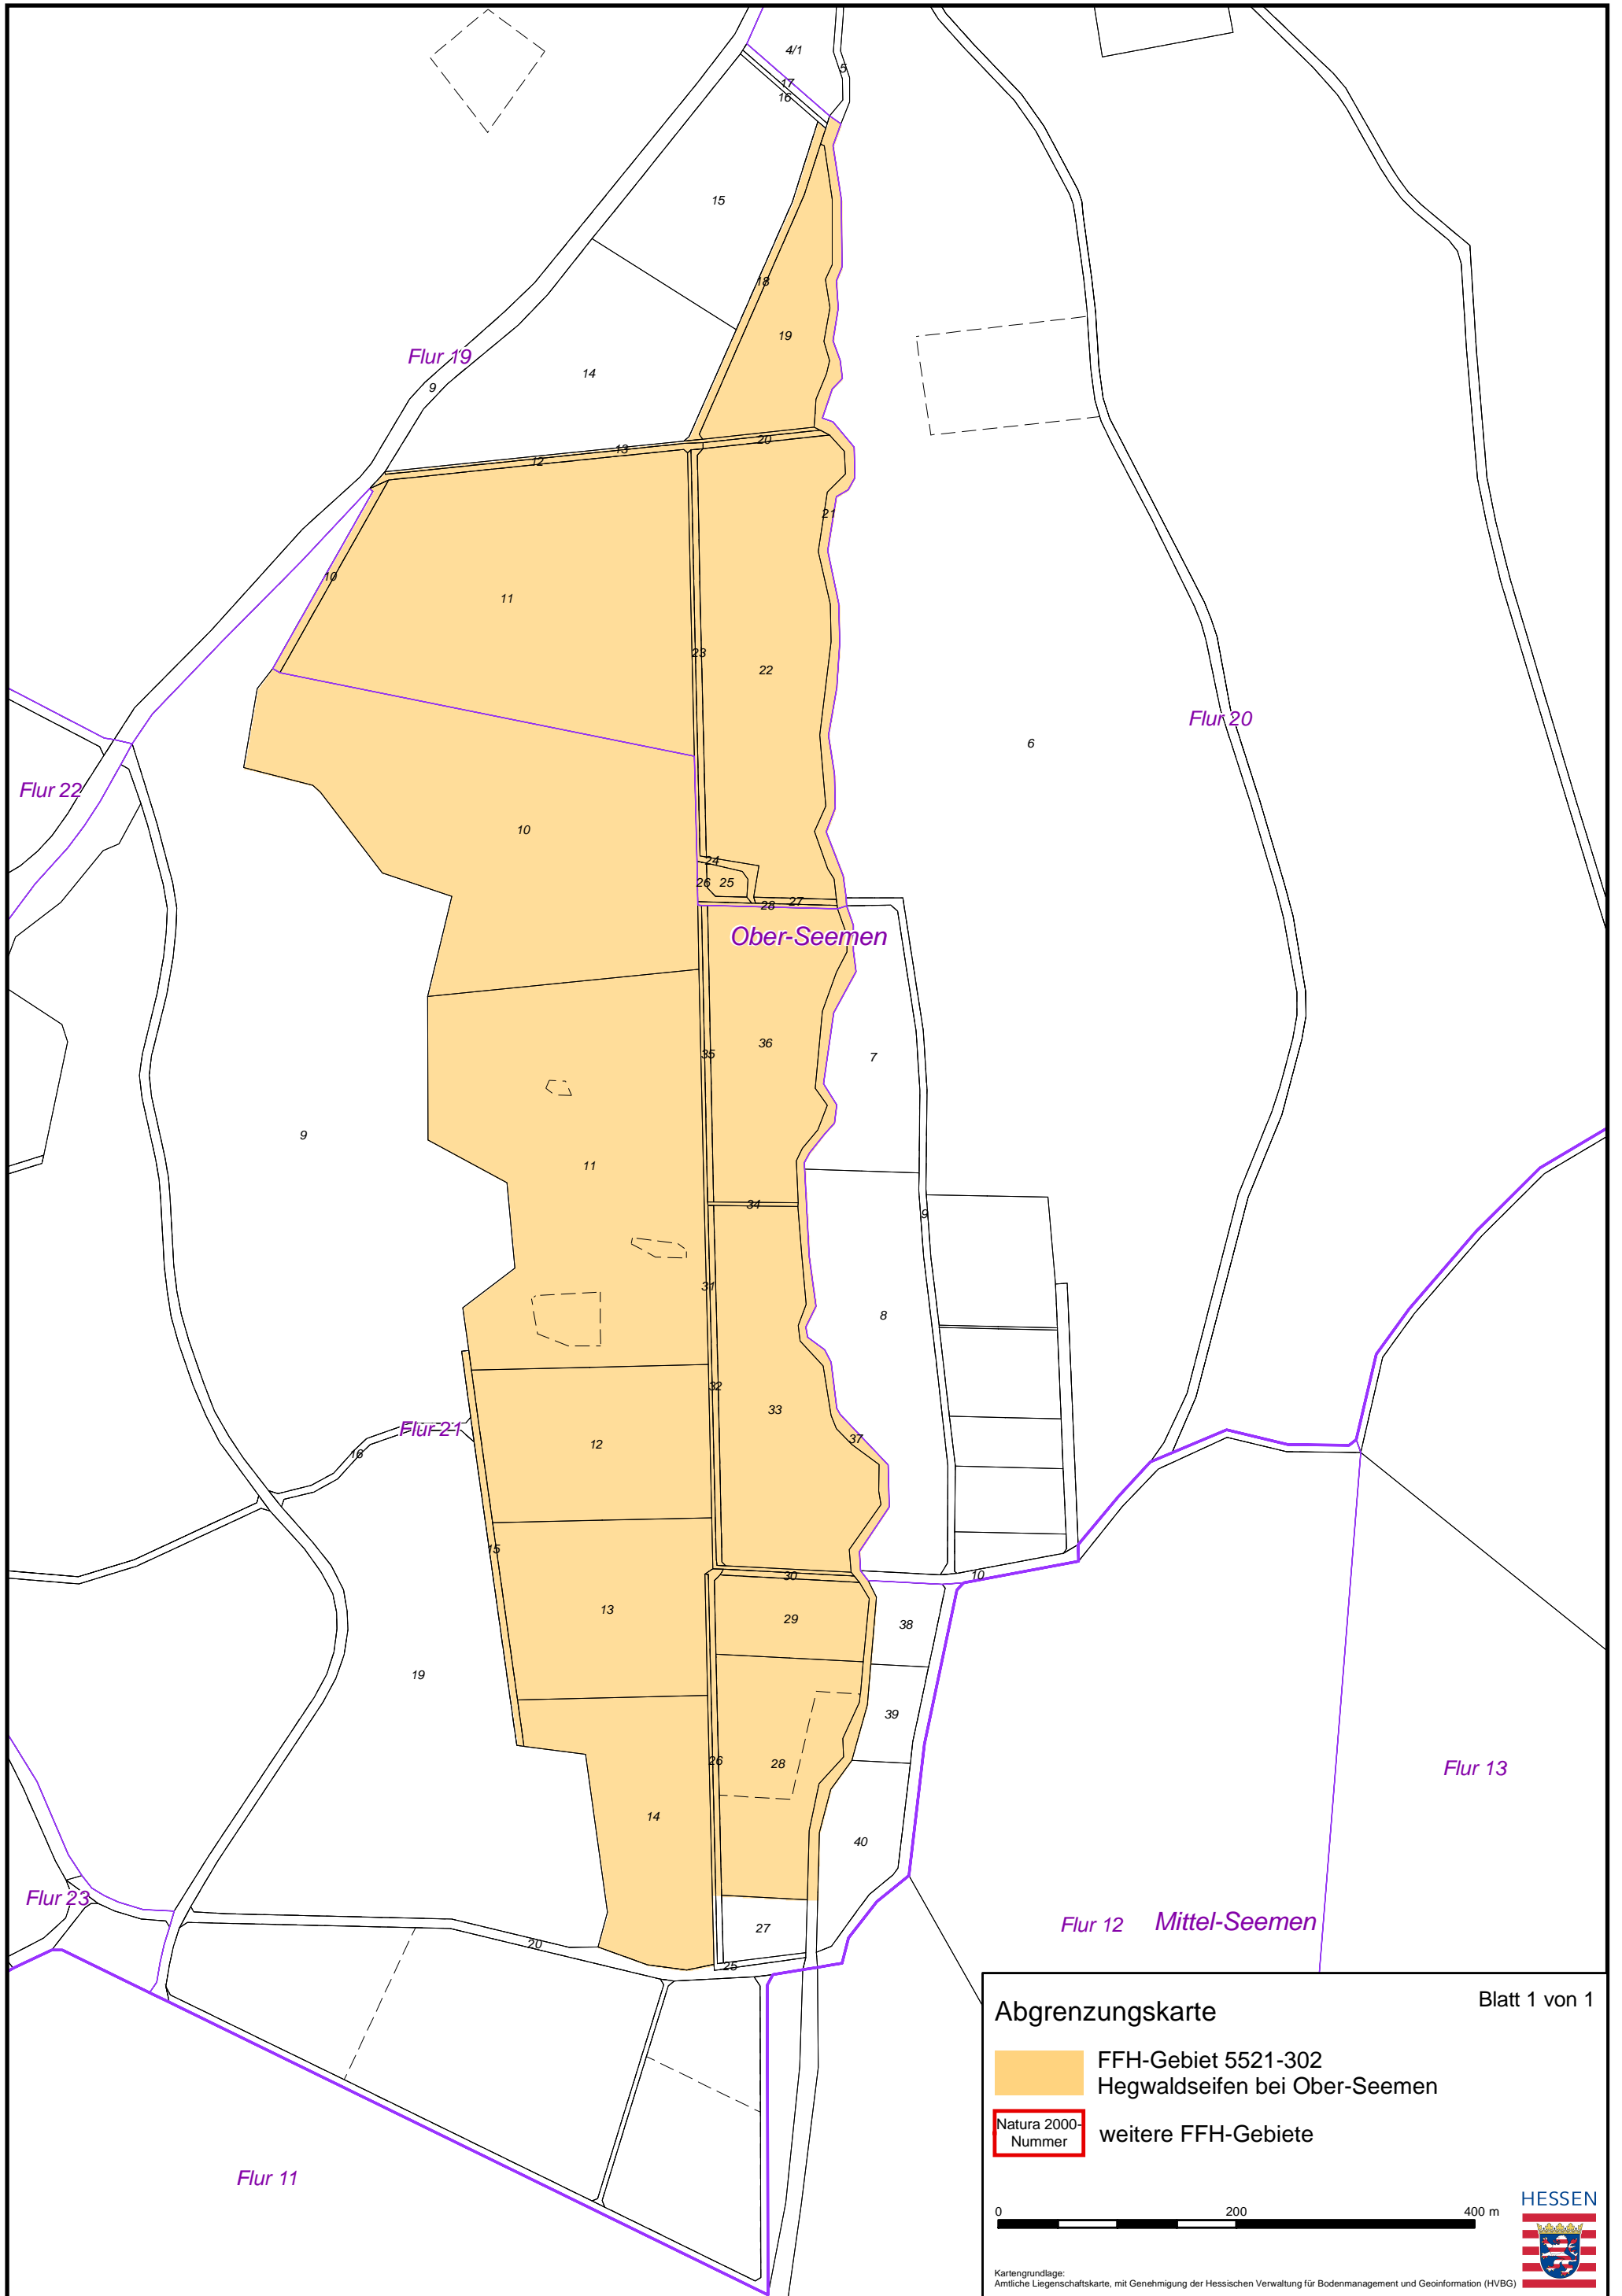 4/1
5
17
16
15
18
19
Flur 19
9
14
20
13
12
21
10
11
23
22
6
Flur 20
Flur 22
10
24
26
25
27
28
Ober-Seemen
36
35
7
9
11
34
9
31
8
32
33
Flur 21
37
12
16
15
30
10
13
29
38
19
39
26
28
Flur 13
14
40
Flur 23
27
Flur 12
Mittel-Seemen
20
25
Flur 11
Abgrenzungskarte
Blatt 1 von 1
FFH-Gebiet 5521-302
Hegwaldseifen bei Ober-Seemen
Natura 2000-
Nummer
weitere FFH-Gebiete
0
200
400 m
HESSEN
Kartengrundlage:
Amtliche Liegenschaftskarte, mit Genehmigung der Hessischen Verwaltung für Bodenmanagement und Geoinformation (HVBG)